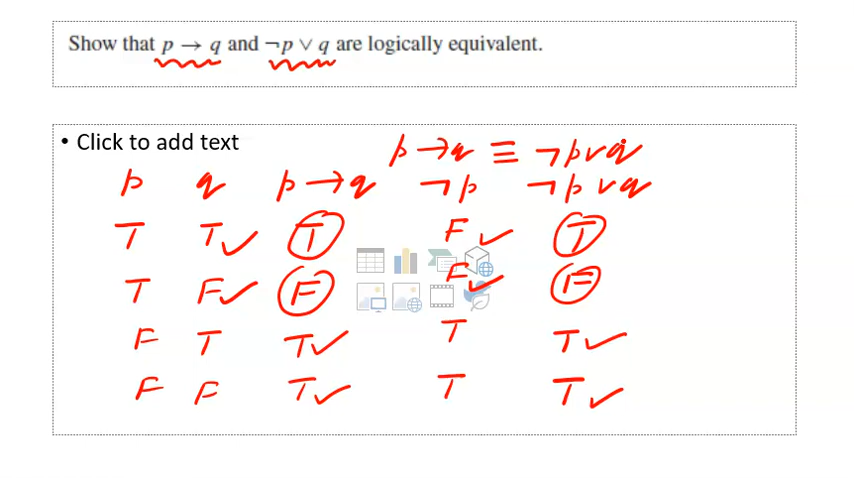 Show that p → q and ¬p ∨ q are logically equivalent.
• Click to add text
p → q ≡ ¬p ∨ q
p q p → q ¬p ¬p ∨ q
T T ✓ T F ✓ T
T F ✓ F F ✓ F
F T T ✓ T T ✓
F F T ✓ T T ✓